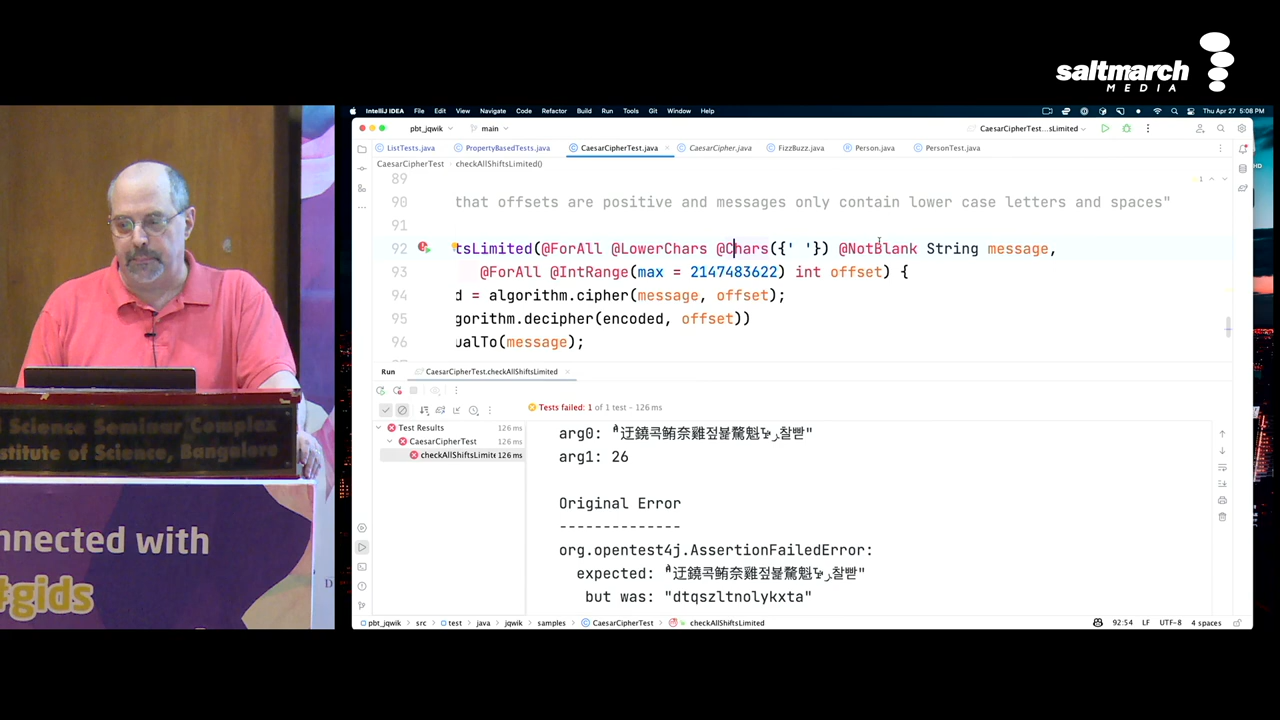 saltmarch
MEDIA
IntelliJ IDEA File Edit View Navigate Code Refactor Build Run Tools Git Window Help Thu Apr 27 5:08 PM
pbt_jqwik main CaesarCipherTest....sLimited
ListTests.java PropertyBasedTests.java CaesarCipherTest.java CaesarCipher.java FizzBuzz.java Person.java PersonTest.java
CaesarCipherTest checkAllShiftsLimited()
89 1
90 that offsets are positive and messages only contain lower case letters and spaces"
91
92 tsLimited(@ForAll @LowerChars @Chars({' '}) @NotBlank String message,
93 @ForAll @IntRange(max = 2147483622) int offset) {
94 d = algorithm.cipher(message, offset);
95 gorithm.decipher(encoded, offset))
96 ualTo(message);
Run CaesarCipherTest.checkAllShiftsLimited
Tests failed: 1 of 1 test – 126 ms
Test Results 126 ms
CaesarCipherTest 126 ms
checkAllShiftsLimite 126 ms
arg0:
arg1: 26
Original Error
--------------
org.opentest4j.AssertionFailedError:
expected:
but was: "dtqszltnolykxta"
pbt_jqwik src test java jqwik samples CaesarCipherTest checkAllShiftsLimited 92:54 LF UTF-8 4 spaces
Science Seminar Complex
stitute of Science, Bangalore
nnected with
#gids